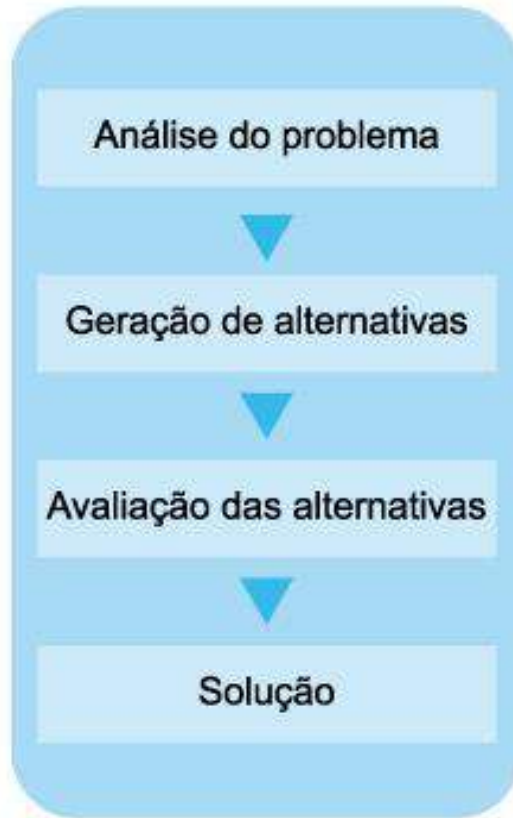 Análise do problema
Geração de alternativas
Avaliação das alternativas
Solução